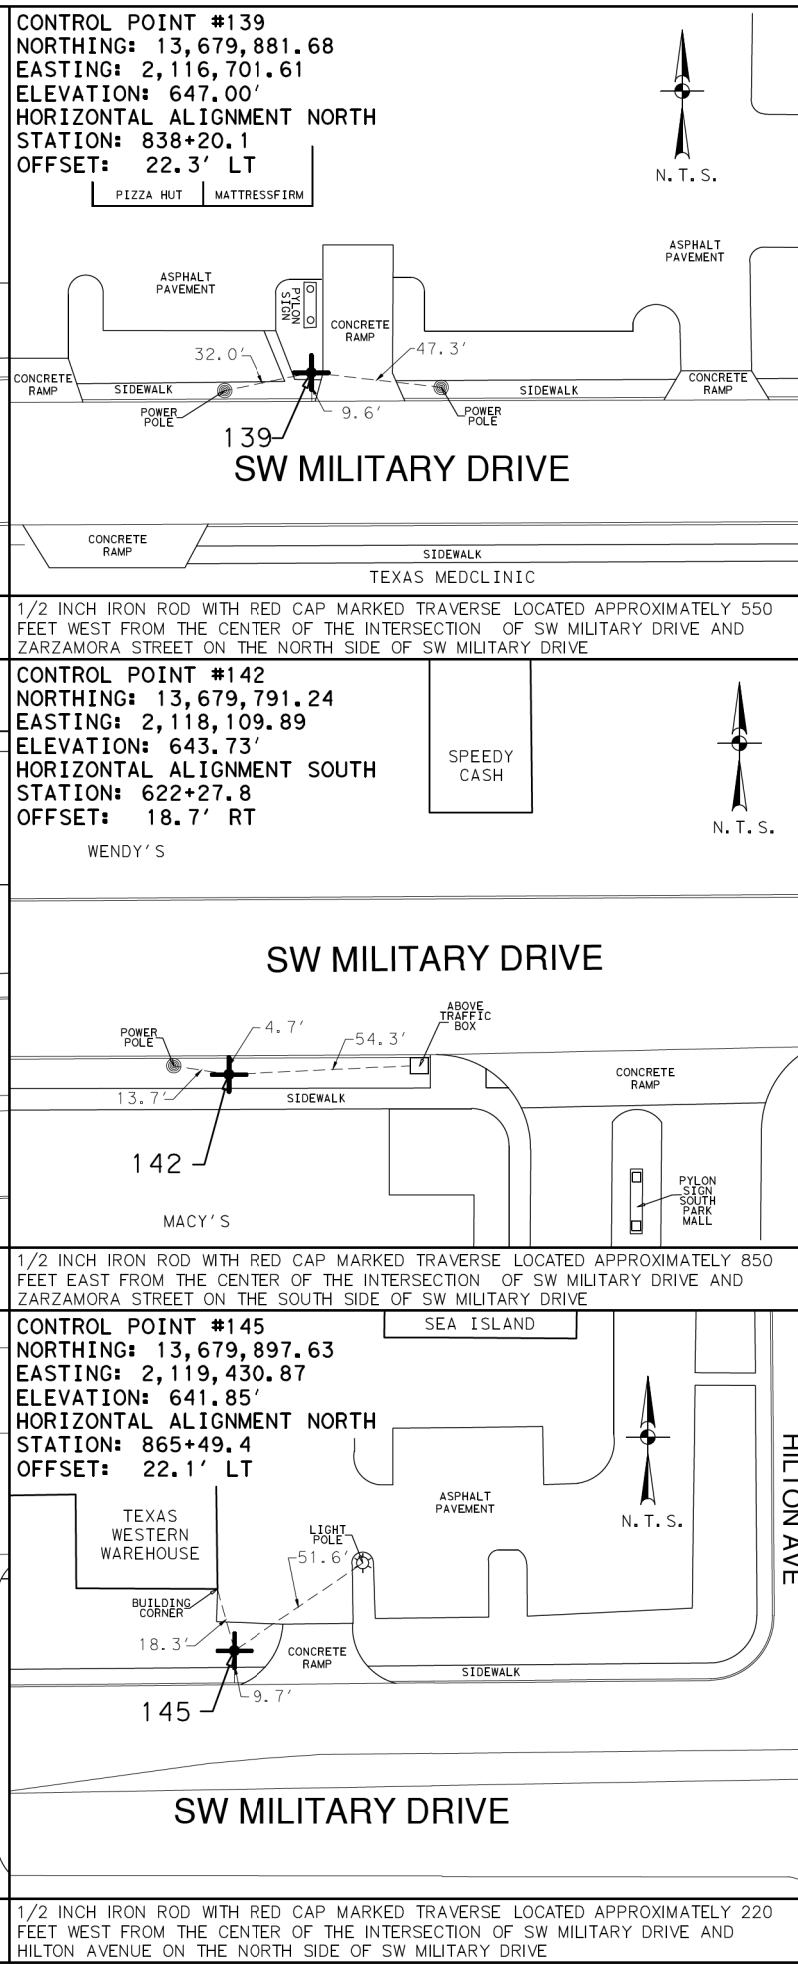 CONTROL POINT #139
NORTHING: 13,679,881.68
EASTING: 2,116,701.61
ELEVATION: 647.00'
HORIZONTAL ALIGNMENT NORTH
STATION: 838+20.1
OFFSET: 22.3' LT
N.T.S.
PIZZA HUT
MATTRESSFIRM
ASPHALT
PAVEMENT
ASPHALT
PAVEMENT
PYLON
SIGN
CONCRETE
RAMP
32.0'
47.3'
CONCRETE
RAMP
SIDEWALK
SIDEWALK
CONCRETE
RAMP
POWER
POLE
9.6'
POWER
POLE
139
SW MILITARY DRIVE
CONCRETE
RAMP
SIDEWALK
TEXAS MEDCLINIC
1/2 INCH IRON ROD WITH RED CAP MARKED TRAVERSE LOCATED APPROXIMATELY 550
FEET WEST FROM THE CENTER OF THE INTERSECTION OF SW MILITARY DRIVE AND
ZARZAMORA STREET ON THE NORTH SIDE OF SW MILITARY DRIVE
CONTROL POINT #142
NORTHING: 13,679,791.24
EASTING: 2,118,109.89
ELEVATION: 643.73'
HORIZONTAL ALIGNMENT SOUTH
STATION: 622+27.8
OFFSET: 18.7' RT
SPEEDY
CASH
N.T.S.
WENDY'S
SW MILITARY DRIVE
POWER
POLE
4.7'
54.3'
ABOVE
TRAFFIC
BOX
13.7'
SIDEWALK
CONCRETE
RAMP
142
PYLON
SIGN
SOUTH
PARK
MALL
MACY'S
1/2 INCH IRON ROD WITH RED CAP MARKED TRAVERSE LOCATED APPROXIMATELY 850
FEET EAST FROM THE CENTER OF THE INTERSECTION OF SW MILITARY DRIVE AND
ZARZAMORA STREET ON THE SOUTH SIDE OF SW MILITARY DRIVE
CONTROL POINT #145
NORTHING: 13,679,897.63
EASTING: 2,119,430.87
ELEVATION: 641.85'
HORIZONTAL ALIGNMENT NORTH
STATION: 865+49.4
OFFSET: 22.1' LT
SEA ISLAND
N.T.S.
HILTON AVE
TEXAS
WESTERN
WAREHOUSE
ASPHALT
PAVEMENT
LIGHT
POLE
51.6'
BUILDING
CORNER
18.3'
CONCRETE
RAMP
SIDEWALK
9.7'
145
SW MILITARY DRIVE
1/2 INCH IRON ROD WITH RED CAP MARKED TRAVERSE LOCATED APPROXIMATELY 220
FEET WEST FROM THE CENTER OF THE INTERSECTION OF SW MILITARY DRIVE AND
HILTON AVENUE ON THE NORTH SIDE OF SW MILITARY DRIVE